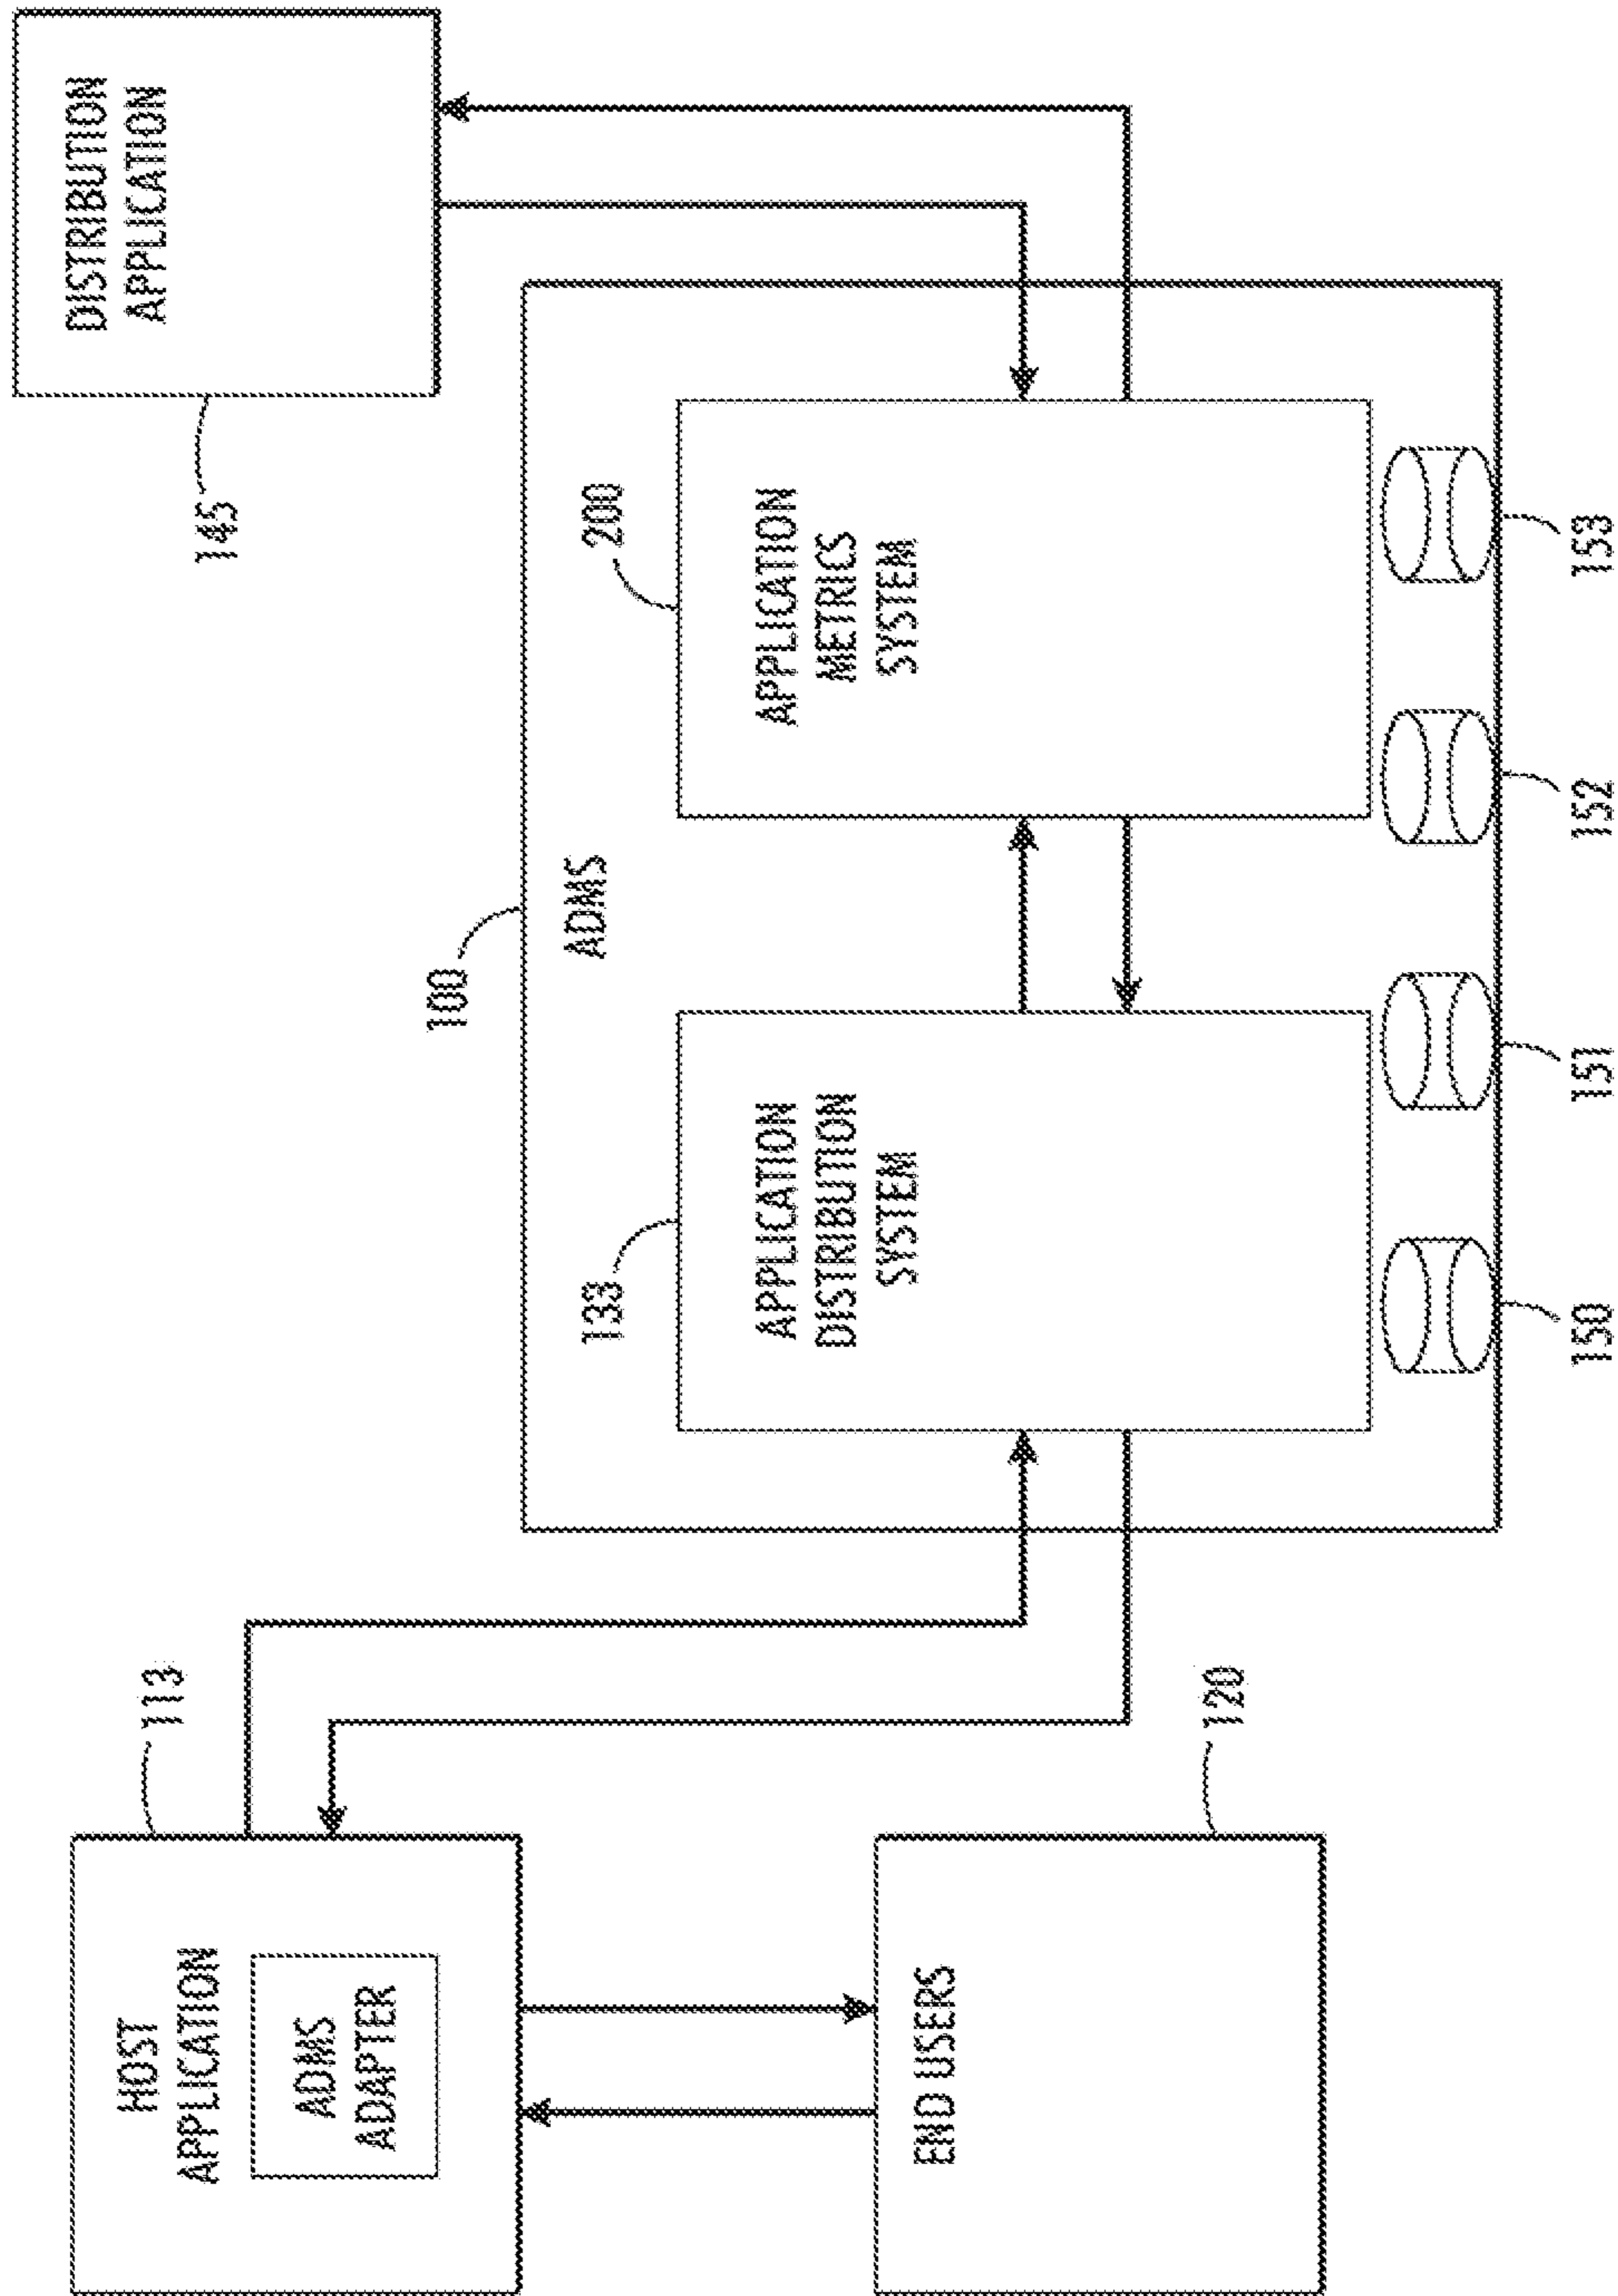 HOST
APPLICATION
113
ADMS
ADAPTER
END USERS
120
100
ADMS
133
APPLICATION
DISTRIBUTION
SYSTEM
200
APPLICATION
METRICS
SYSTEM
150
151
152
153
DISTRIBUTION
APPLICATION
145